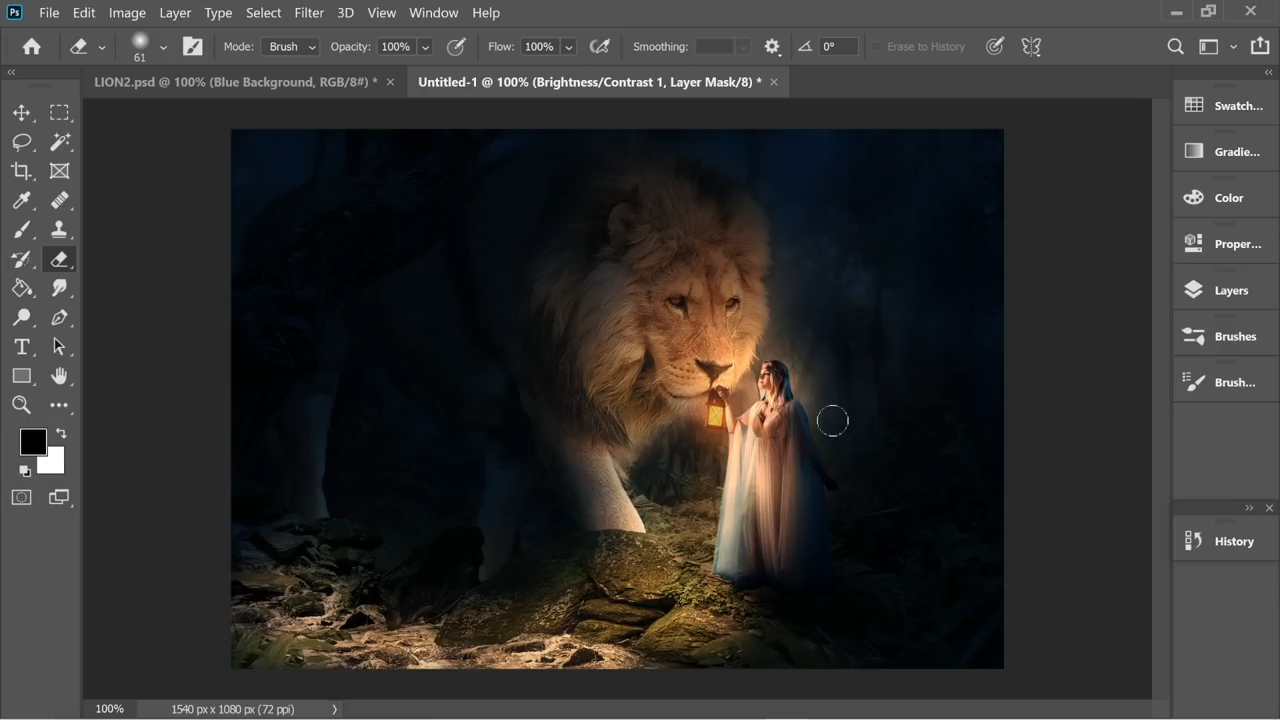 Ps File Edit Image Layer Type Select Filter 3D View Window Help
61 Mode: Brush Opacity: 100% Flow: 100% Smoothing: 0° Erase to History
LION2.psd @ 100% (Blue Background, RGB/8#) * Untitled-1 @ 100% (Brightness/Contrast 1, Layer Mask/8) *
Swatch...
Gradie...
Color
Proper...
Layers
Brushes
Brush...
History
100% 1540 px x 1080 px (72 ppi)